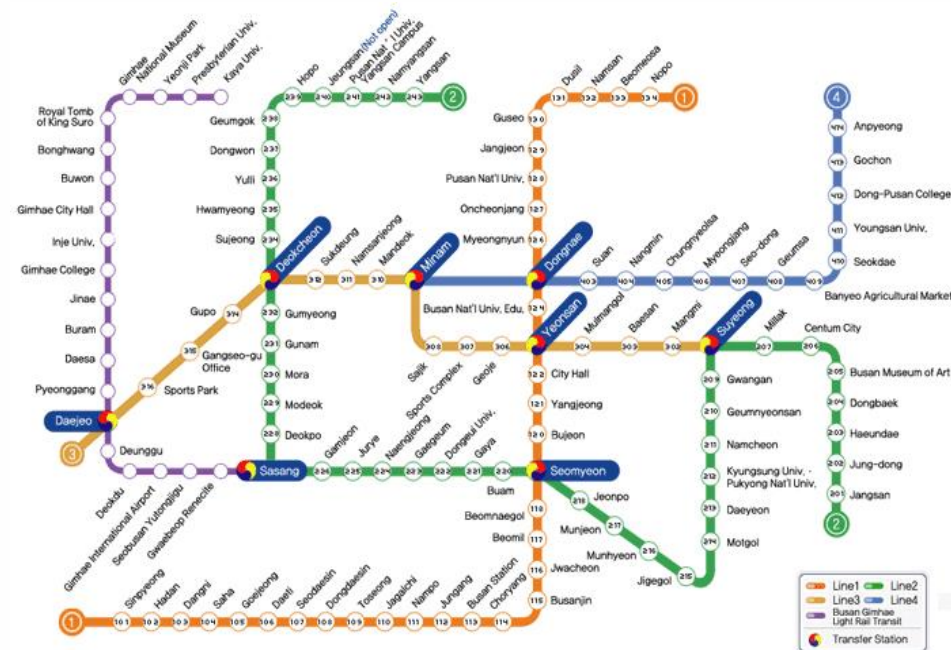 Gimhae
National Museum
Yeonji Park
Presbyterian Univ.
Kaya Univ.
Royal Tomb
of King Suro
Bonghwang
Buwon
Gimhae City Hall
Inje Univ.
Gimhae College
Jinae
Buram
Daesa
Pyeonggang
Daejeo
3
Deunggu
Deokdu
Gimhae International Airport
Seobusan Yutongjigu
Gwaebeop Renecite
Sasang
Hopo
Jeungsan (Not open)
Pusan Nat'l Univ.
Yangsan Campus
Namyangsan
Yangsan
239
240
241
242
243
2
Geumgok
238
Dongwon
237
Yulli
236
Hwamyeong
235
Sujeong
234
Deokcheon
Gumyeong
232
Gunam
231
Mora
230
Modeok
229
Deokpo
228
Gupo
314
315
Gangseo-gu
Office
316
Sports Park
Sukdeung
Namsanjeong
Mandeok
312
311
310
Minam
Sajik
Sports Complex
Geoje
308
307
306
Yeonsan
Mulmangol
Baesan
Mangmi
304
303
302
Suyeong
Dusil
Namsan
Beomeosa
Nopo
131
132
133
134
1
Guseo
130
Jangjeon
129
Pusan Nat'l Univ.
128
Oncheonjang
127
Myeongnyun
126
Dongnae
Busan Nat'l Univ. Edu.
124
City Hall
122
Yangjeong
121
Bujeon
120
Seomyeon
Suan
Nangmin
Chungnyeolsa
Myeongjang
Seo-dong
Geumsa
403
404
405
406
407
408
409
Banyeo Agricultural Market
4
Anpyeong
414
Gochon
413
Dong-Pusan College
412
Youngsan Univ.
411
Seokdae
410
Millak
Centum City
207
206
Busan Museum of Art
205
Dongbaek
204
Haeundae
203
Jung-dong
202
Jangsan
201
2
Gwangan
209
Geumnyeonsan
210
Namcheon
211
Kyungsung Univ. ·
Pukyong Nat'l Univ.
212
Daeyeon
213
Motgol
214
Jigegol
215
Munhyeon
216
Munjeon
217
Jeonpo
218
Gamjeon
Jurye
Naengjeong
Gaegeum
Dongeui Univ.
Gaya
Buam
226
225
224
223
222
221
220
Beomnaegol
118
Beomil
117
Jwacheon
116
Busanjin
115
Sinpyeong
Hadan
Dangni
Saha
Goejeong
Daeti
Seodaesin
Dongdaesin
Toseong
Jagalchi
Nampo
Jungang
Busan Station
Choryang
1
101
102
103
104
105
106
107
108
109
110
111
112
113
114
Line1
Line2
Line3
Line4
Busan Gimhae
Light Rail Transit
Transfer Station